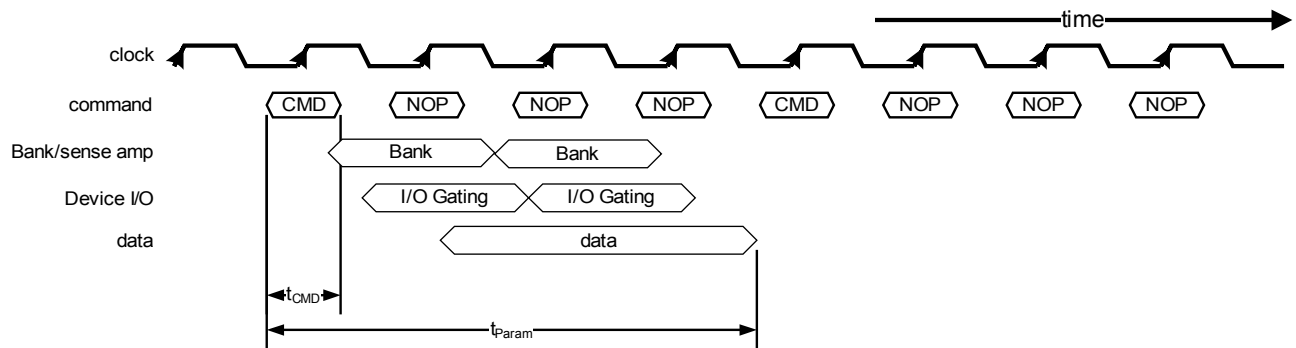 time
clock
command CMD NOP NOP NOP CMD NOP NOP NOP
Bank/sense amp Bank Bank
Device I/O I/O Gating I/O Gating
data data
tCMD
tParam